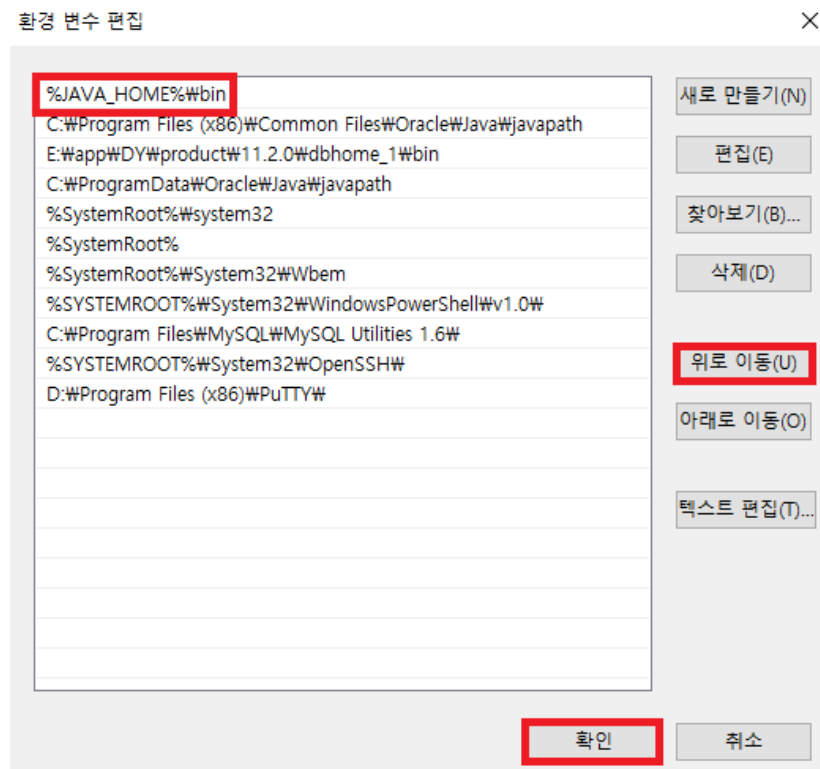 환경 변수 편집
%JAVA_HOME%₩bin
C:₩Program Files (x86)₩Common Files₩Oracle₩Java₩javapath
E:₩app₩DY₩product₩11.2.0₩dbhome_1₩bin
C:₩ProgramData₩Oracle₩Java₩javapath
%SystemRoot%₩system32
%SystemRoot%
%SystemRoot%₩System32₩Wbem
%SYSTEMROOT%₩System32₩WindowsPowerShell₩v1.0₩
C:₩Program Files₩MySQL₩MySQL Utilities 1.6₩
%SYSTEMROOT%₩System32₩OpenSSH₩
D:₩Program Files (x86)₩PuTTY₩
새로 만들기(N)
편집(E)
찾아보기(B)...
삭제(D)
위로 이동(U)
아래로 이동(O)
텍스트 편집(T)...
확인
취소